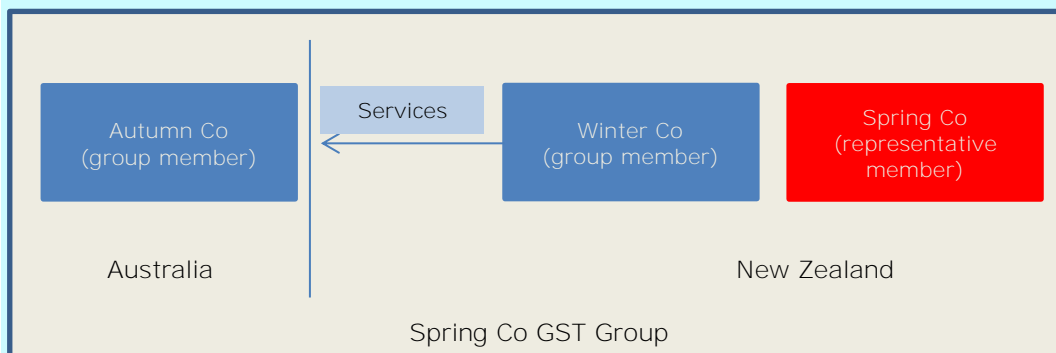 Autumn Co
(group member)
Services
Winter Co
(group member)
Spring Co
(representative
member)
Australia
New Zealand
Spring Co GST Group